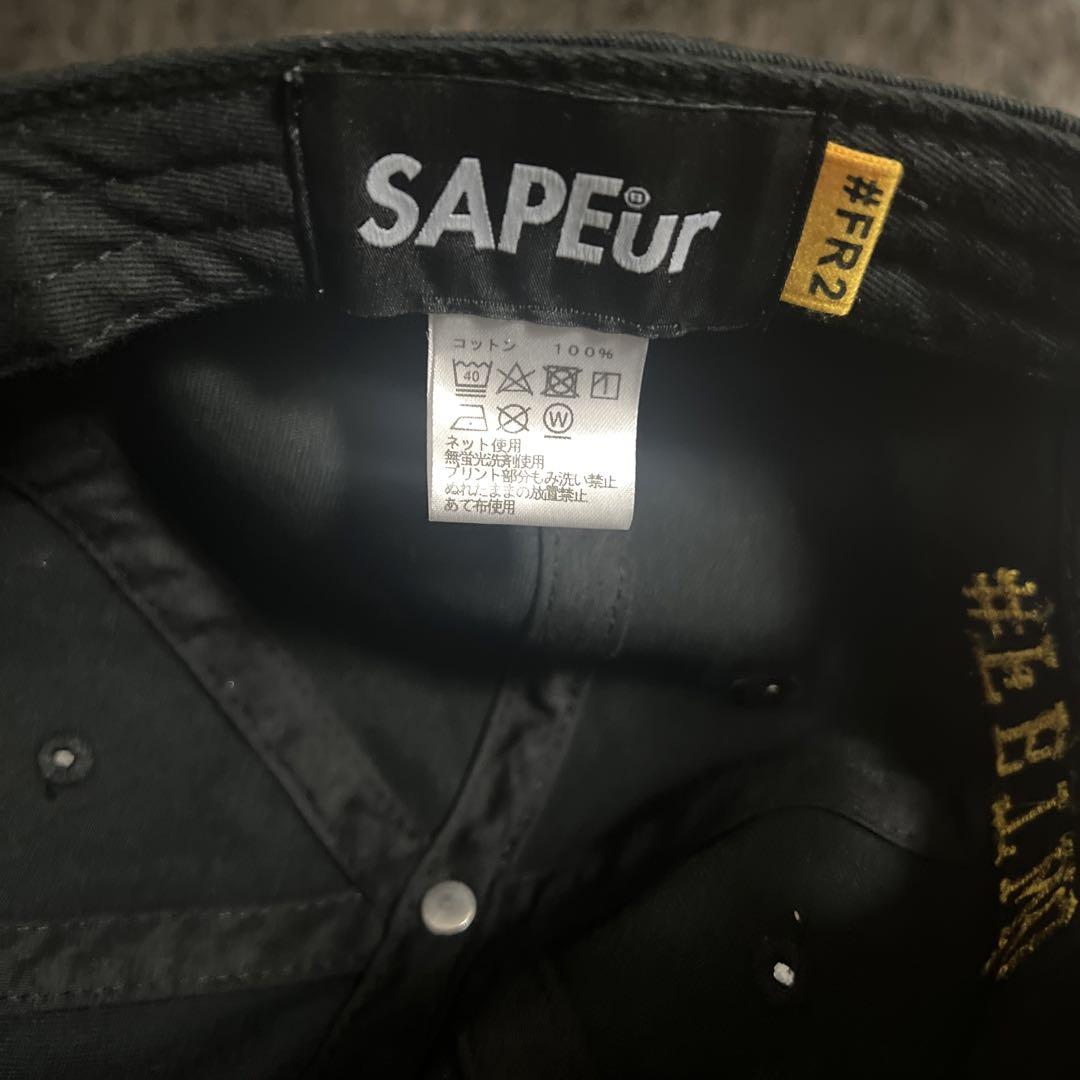 SAPEur
#FR2
コットン 100%
40
1
W
ネット使用
無蛍光洗剤使用
プリント部分もみ洗い禁止
ぬれたままの放置禁止
あて布使用